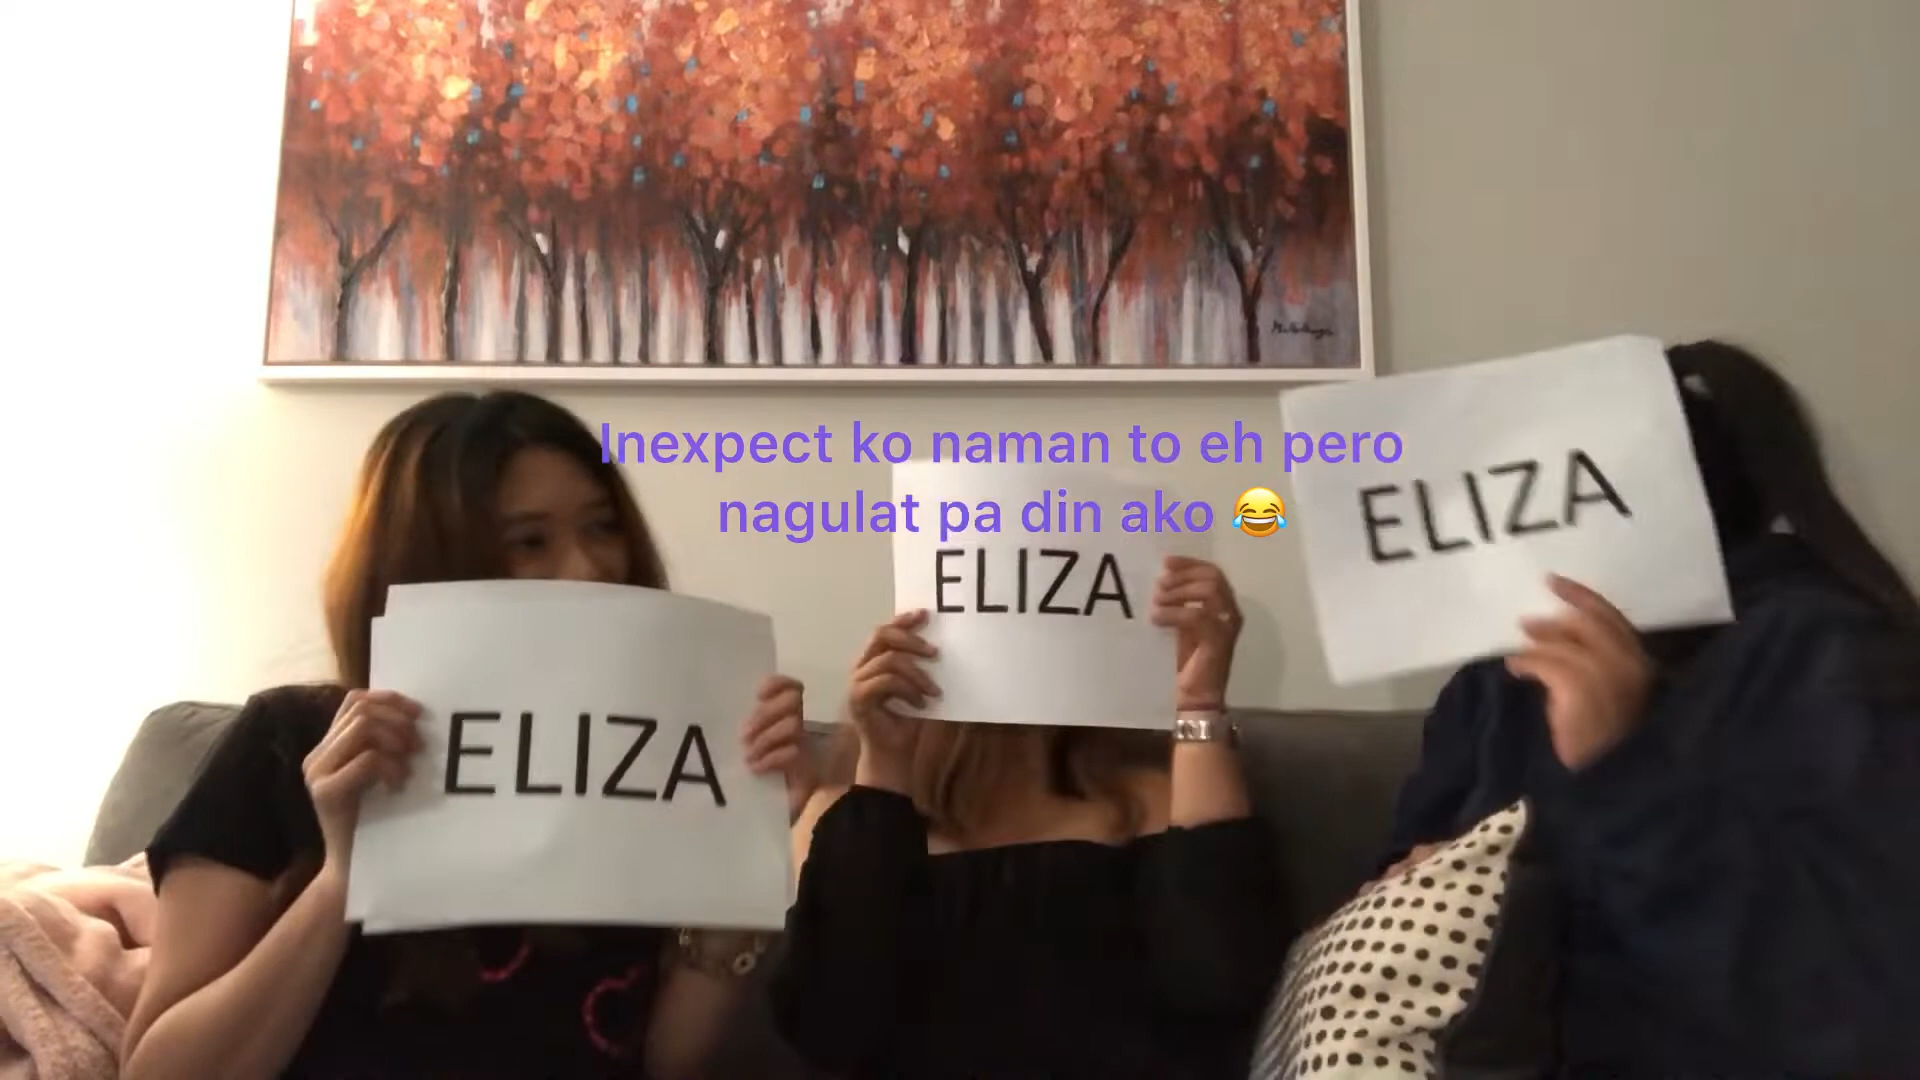 Inexpect ko naman to eh pero
nagulat pa din ako 😂
ELIZA
ELIZA
ELIZA